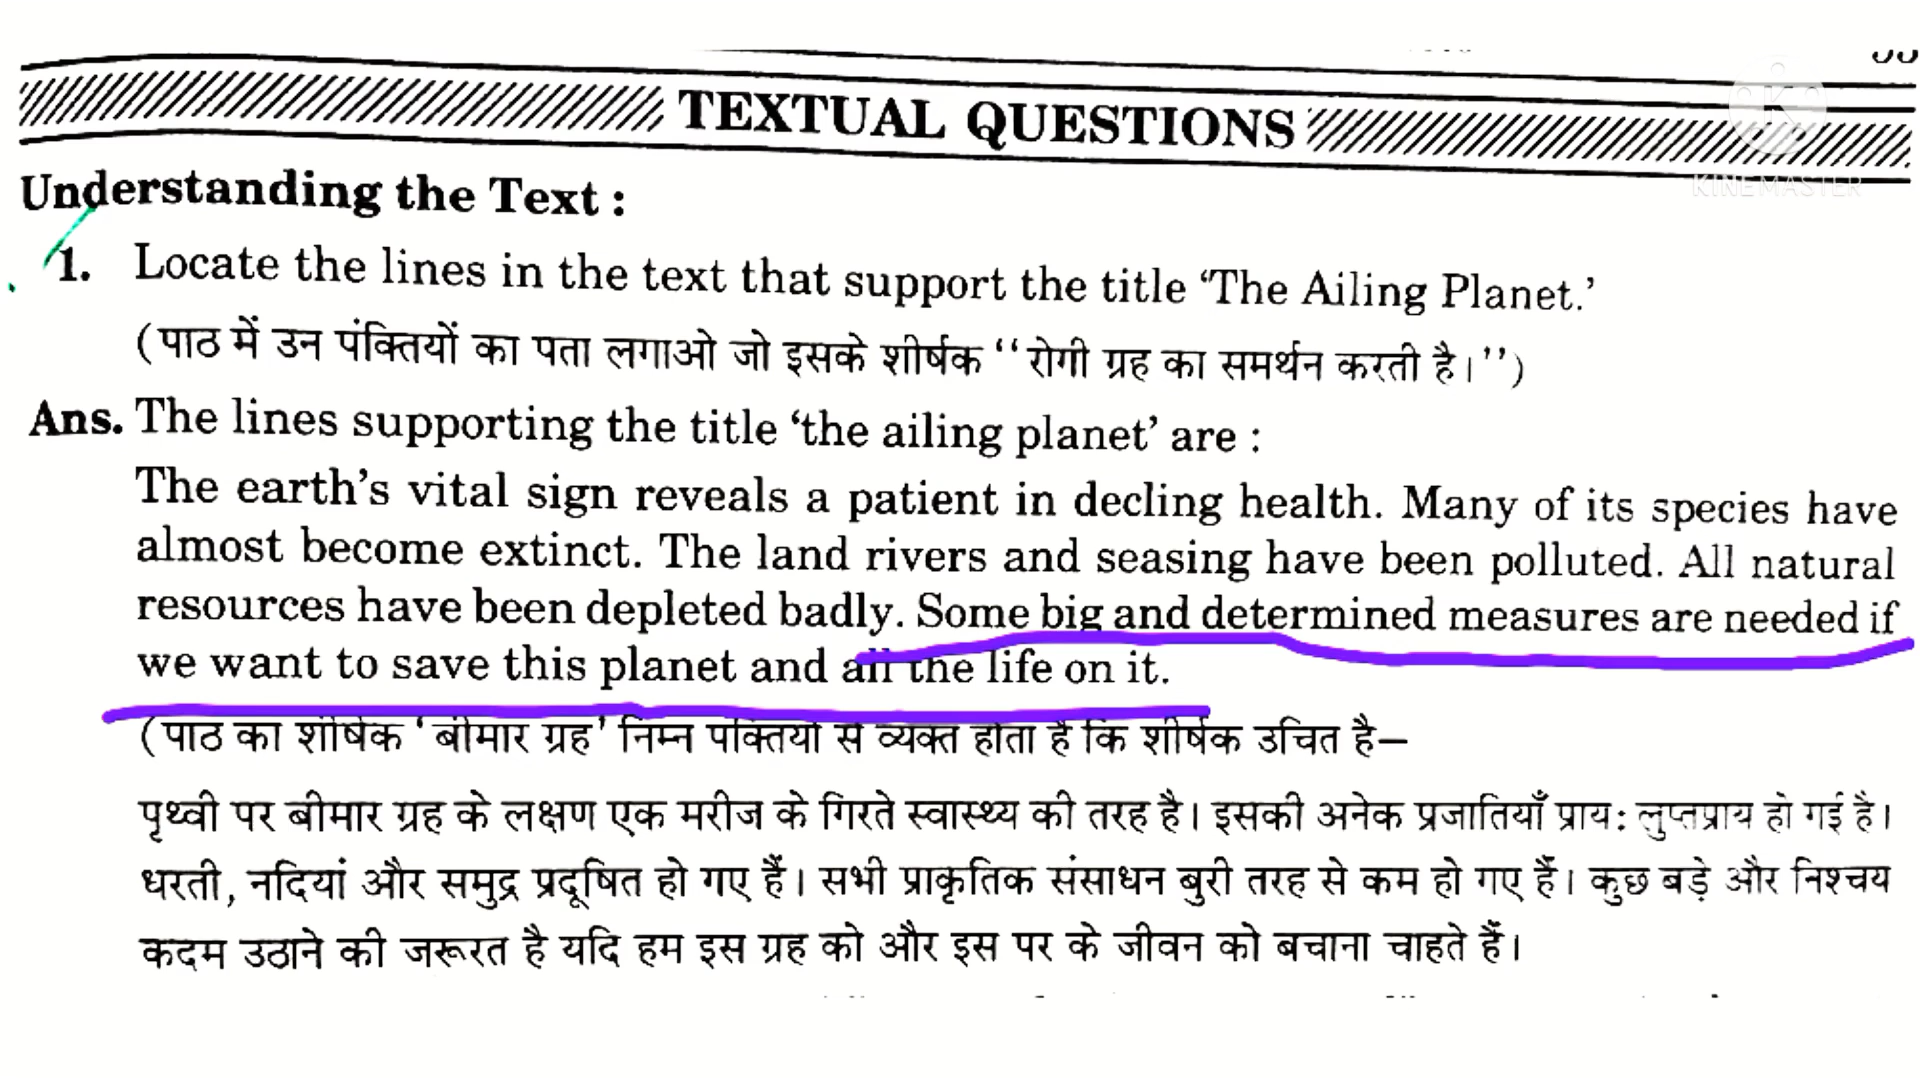 TEXTUAL QUESTIONS
KINEMASTER
Understanding the Text :
1. Locate the lines in the text that support the title ‘The Ailing Planet.’
(पाठ में उन पंक्तियों का पता लगाओ जो इसके शीर्षक ‘‘रोगी ग्रह का समर्थन करती है।’’)
Ans. The lines supporting the title ‘the ailing planet’ are :
The earth’s vital sign reveals a patient in decling health. Many of its species have
almost become extinct. The land rivers and seasing have been polluted. All natural
resources have been depleted badly. Some big and determined measures are needed if
we want to save this planet and all the life on it.
(पाठ का शीर्षक ‘बीमार ग्रह’ निम्न पंक्तियों से व्यक्त होता है कि शीर्षक उचित है–
पृथ्वी पर बीमार ग्रह के लक्षण एक मरीज के गिरते स्वास्थ्य की तरह है। इसकी अनेक प्रजातियाँ प्राय: लुप्तप्राय हो गई है।
धरती, नदियां और समुद्र प्रदूषित हो गए हैं। सभी प्राकृतिक संसाधन बुरी तरह से कम हो गए हैं। कुछ बड़े और निश्चय
कदम उठाने की जरूरत है यदि हम इस ग्रह को और इस पर के जीवन को बचाना चाहते हैं।